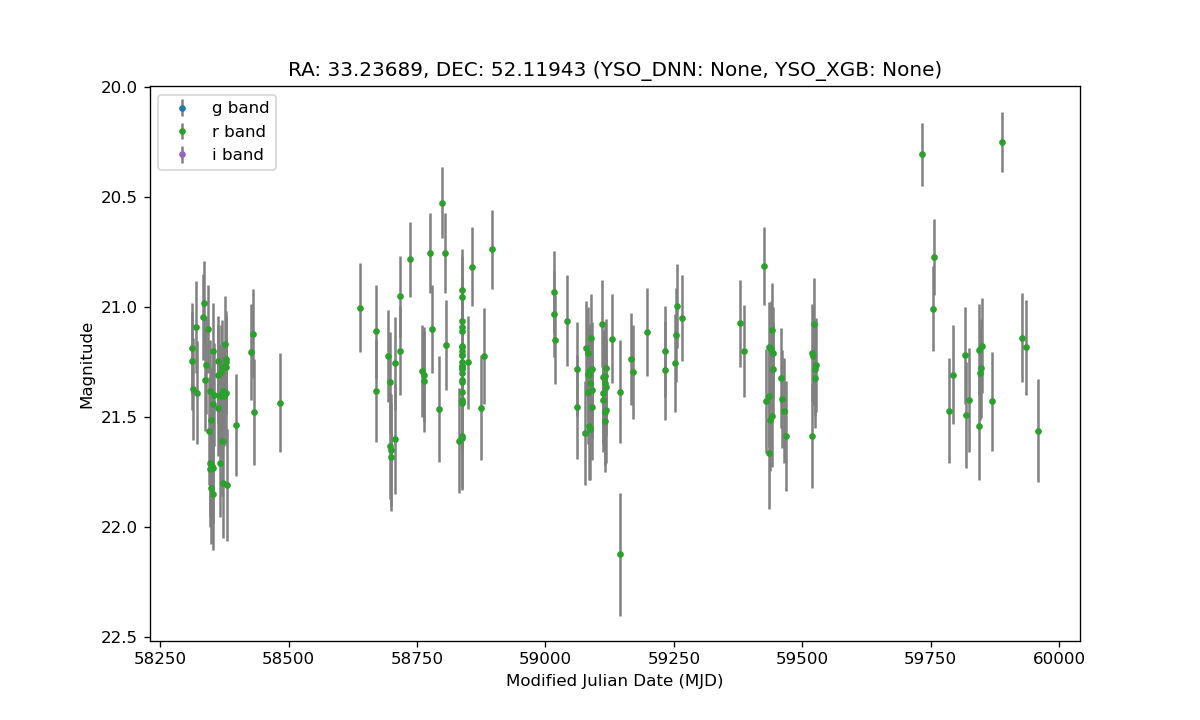 RA: 33.23689, DEC: 52.11943 (YSO_DNN: None, YSO_XGB: None)
g band
r band
i band
20.0
20.5
21.0
21.5
22.0
22.5
Magnitude
58250 58500 58750 59000 59250 59500 59750 60000
Modified Julian Date (MJD)